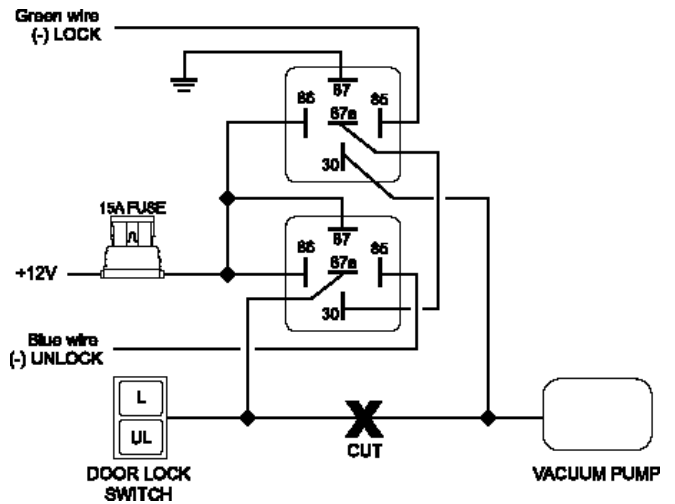 Green wire
(-) LOCK
87
86
85
87a
30
15A FUSE
87
86
85
87a
+12V
30
Blue wire
(-) UNLOCK
L
UL
CUT
DOOR LOCK
SWITCH
VACUUM PUMP